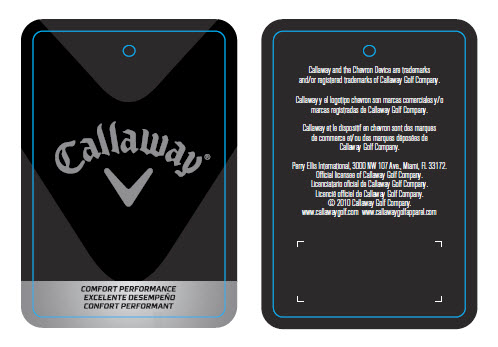 Callaway®
COMFORT PERFORMANCE
EXCELENTE DESEMPEÑO
CONFORT PERFORMANT
Callaway and the Chevron Device are trademarks
and/or registered trademarks of Callaway Golf Company.
Callaway y el logotipo chevron son marcas comerciales y/o
marcas registradas de Callaway Golf Company.
Callaway et le dispositif en chevron sont des marques
de commerce et/ou des marques déposées de
Callaway Golf Company.
Perry Ellis International, 3000 NW 107 Ave., Miami, FL 33172.
Official licensee of Callaway Golf Company.
Licenciatario oficial de Callaway Golf Company.
Licencié officiel de Callaway Golf Company.
© 2010 Callaway Golf Company.
www.callawaygolf.com www.callawaygolfapparel.com